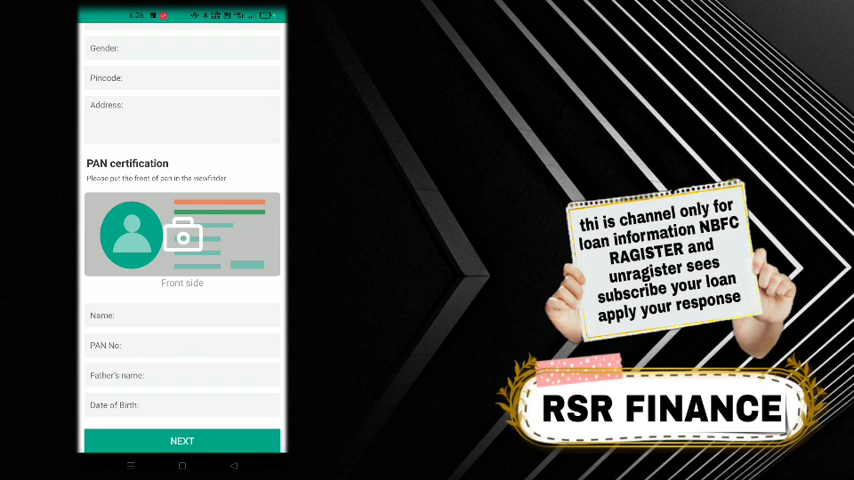 6:26
Gender:
Pincode:
Address:
PAN certification
Please put the front of pan in the viewfinder
Front side
Name:
PAN No:
Father's name:
Date of Birth:
NEXT
thi is channel only for
loan information NBFC
RAGISTER and
unragister sees
subscribe your loan
apply your response
RSR FINANCE